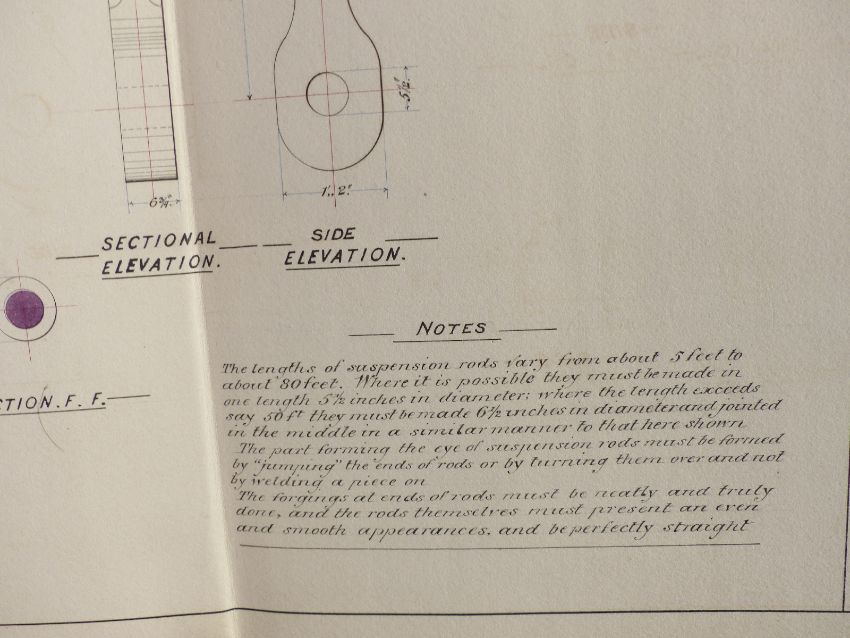 5½"
1'. 2".
6¾"
SECTIONAL
ELEVATION.
SIDE
ELEVATION.
TION. F. F.
NOTES
The lengths of suspension rods vary from about 5 feet to
about 80 feet. Where it is possible they must be made in
one length 5½ inches in diameter; where the length exceeds
say 50 ft they must be made 6½ inches in diameter and jointed
in the middle in a similar manner to that here shown
The part forming the eye of suspension rods must be formed
by "jumping" the ends of rods or by turning them over and not
by welding a piece on
The forgings at ends of rods must be neatly and truly
done, and the rods themselves must present an even
and smooth appearances. and be perfectly straight